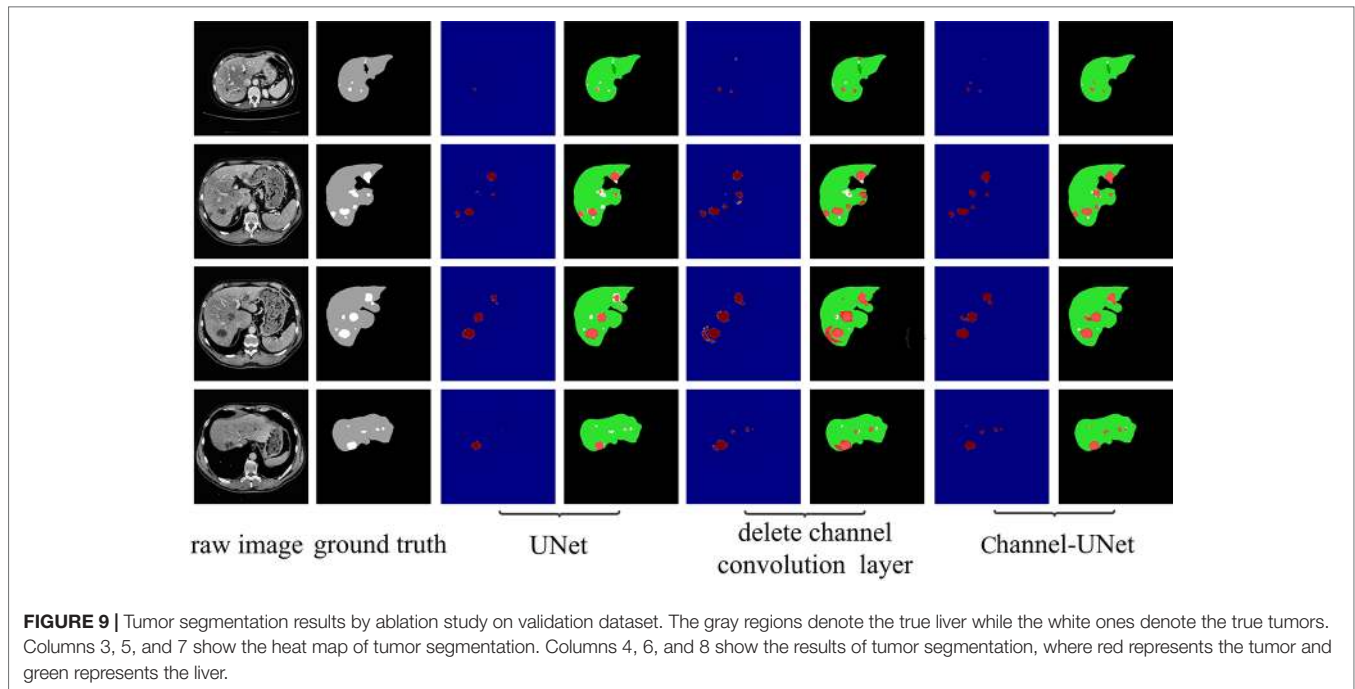 raw image ground truth UNet delete channel convolution layer Channel-UNet
FIGURE 9 | Tumor segmentation results by ablation study on validation dataset. The gray regions denote the true liver while the white ones denote the true tumors.
Columns 3, 5, and 7 show the heat map of tumor segmentation. Columns 4, 6, and 8 show the results of tumor segmentation, where red represents the tumor and
green represents the liver.